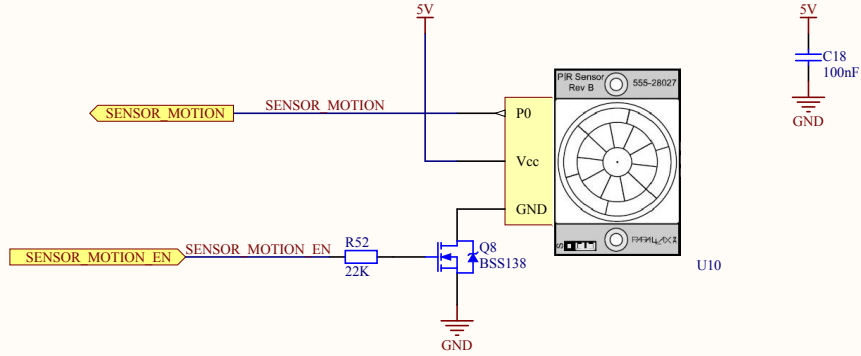 5V
5V
PIR Sensor
Rev B
555-28027
C18
100nF
GND
SENSOR_MOTION
SENSOR_MOTION
P0
Vcc
GND
S
PARALLAX
SENSOR_MOTION_EN
SENSOR_MOTION_EN
R52
22K
Q8
BSS138
U10
GND